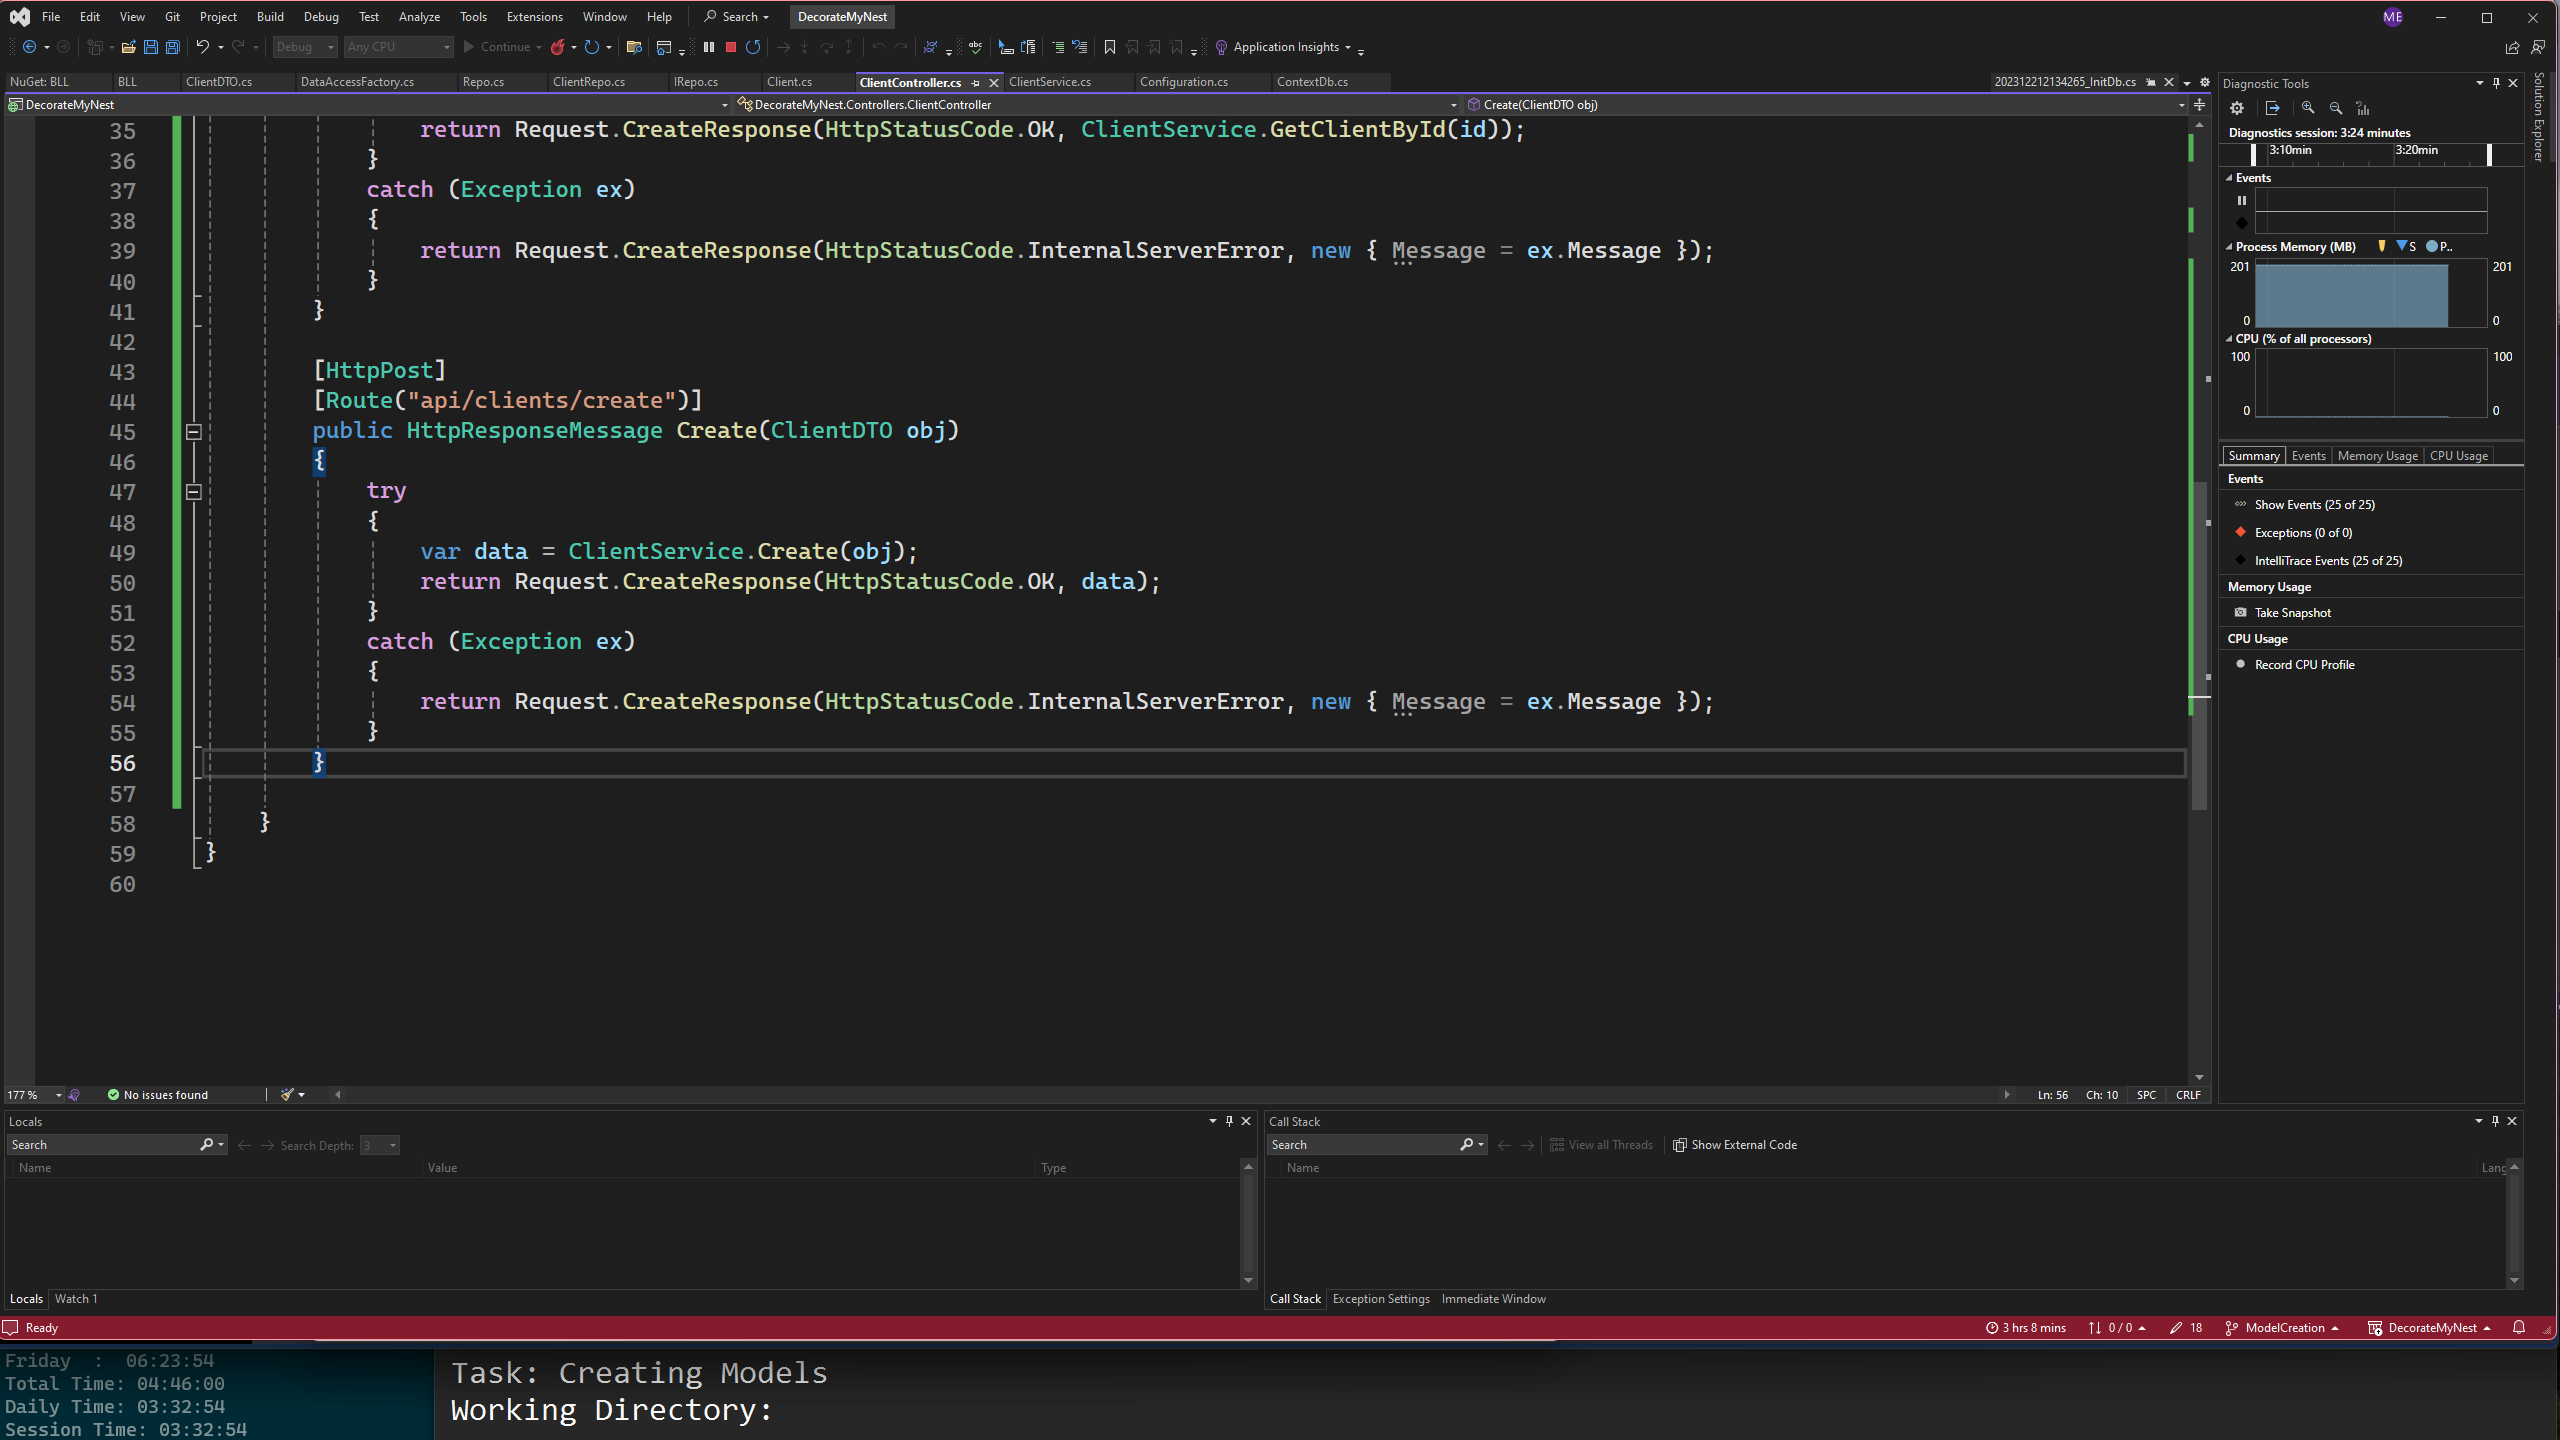 File Edit View Git Project Build Debug Test Analyze Tools Extensions Window Help Search DecorateMyNest ME
Debug Any CPU Continue Application Insights
NuGet: BLL BLL ClientDTO.cs DataAccessFactory.cs Repo.cs ClientRepo.cs IRepo.cs Client.cs ClientController.cs ClientService.cs Configuration.cs ContextDb.cs 202312212134265_InitDb.cs
DecorateMyNest DecorateMyNest.Controllers.ClientController Create(ClientDTO obj)
35 return Request.CreateResponse(HttpStatusCode.OK, ClientService.GetClientById(id));
36 }
37 catch (Exception ex)
38 {
39 return Request.CreateResponse(HttpStatusCode.InternalServerError, new { Message = ex.Message });
40 }
41 }
42
43 [HttpPost]
44 [Route("api/clients/create")]
45 public HttpResponseMessage Create(ClientDTO obj)
46 {
47 try
48 {
49 var data = ClientService.Create(obj);
50 return Request.CreateResponse(HttpStatusCode.OK, data);
51 }
52 catch (Exception ex)
53 {
54 return Request.CreateResponse(HttpStatusCode.InternalServerError, new { Message = ex.Message });
55 }
56 }
57
58 }
59 }
60
177 % No issues found Ln: 56 Ch: 10 SPC CRLF
Diagnostic Tools
Diagnostics session: 3:24 minutes
3:10min 3:20min
Events
Process Memory (MB) S P..
201 201
0 0
CPU (% of all processors)
100 100
0 0
Summary Events Memory Usage CPU Usage
Events
Show Events (25 of 25)
Exceptions (0 of 0)
IntelliTrace Events (25 of 25)
Memory Usage
Take Snapshot
CPU Usage
Record CPU Profile
Solution Explorer
Locals
Search Search Depth: 3
Name Value Type
Locals Watch 1
Call Stack
Search View all Threads Show External Code
Name Lang
Call Stack Exception Settings Immediate Window
Ready 3 hrs 8 mins 0 / 0 18 ModelCreation DecorateMyNest
Friday : 06:23:54
Total Time: 04:46:00
Daily Time: 03:32:54
Session Time: 03:32:54
Task: Creating Models
Working Directory: